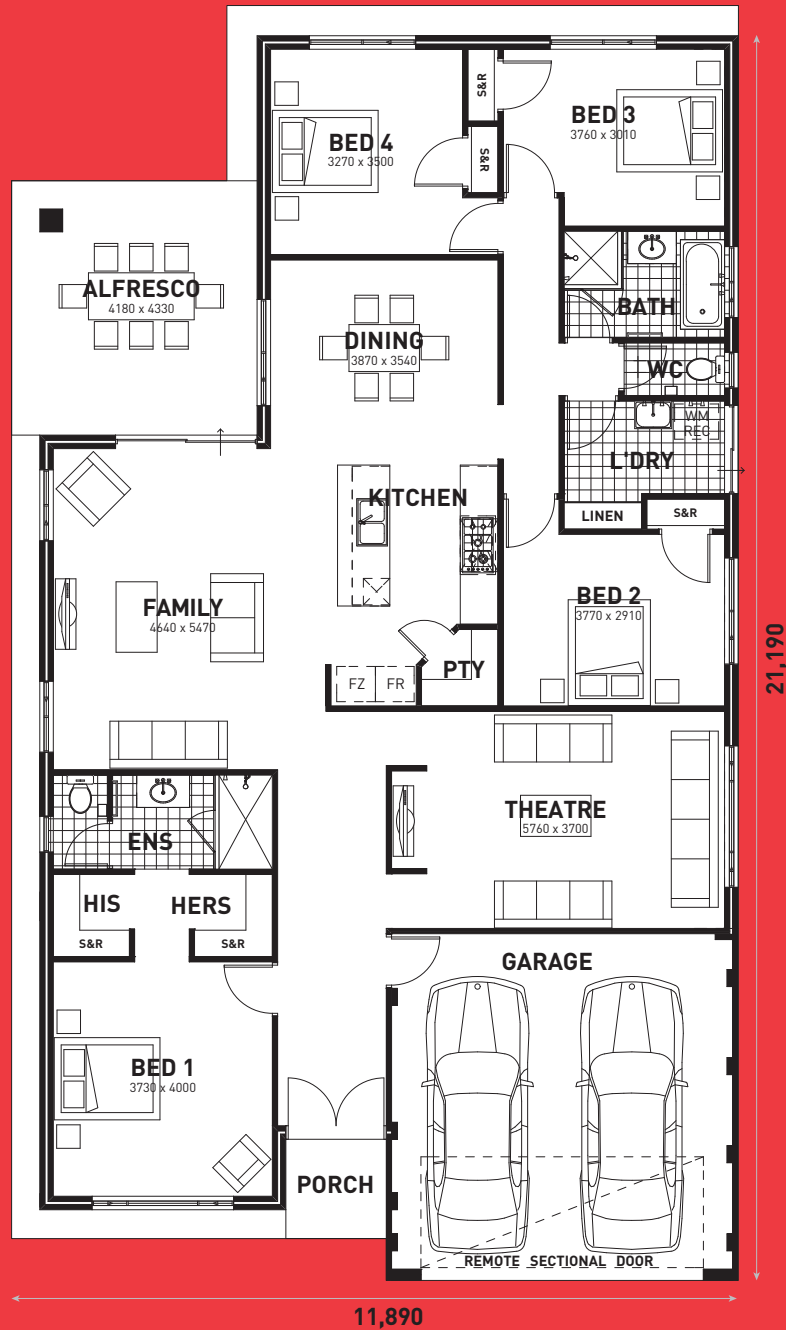 BED 4
3270 x 3500
S&R
S&R
BED 3
3760 x 3010
ALFRESCO
4180 x 4330
DINING
3870 x 3540
BATH
WC
WM
REC
L'DRY
KITCHEN
LINEN
S&R
FAMILY
4640 x 5470
BED 2
3770 x 2910
PTY
FZ
FR
21,190
THEATRE
5760 x 3700
ENS
HIS
HERS
S&R
S&R
GARAGE
BED 1
3730 x 4000
PORCH
REMOTE SECTIONAL DOOR
11,890